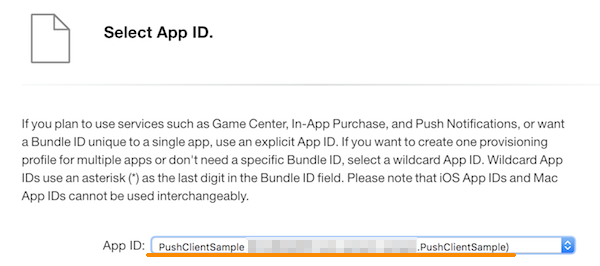 Select App ID.
If you plan to use services such as Game Center, In-App Purchase, and Push Notifications, or want
a Bundle ID unique to a single app, use an explicit App ID. If you want to create one provisioning
profile for multiple apps or don't need a specific Bundle ID, select a wildcard App ID. Wildcard App
IDs use an asterisk (*) as the last digit in the Bundle ID field. Please note that iOS App IDs and Mac
App IDs cannot be used interchangeably.
App ID: PushClientSample .PushClientSample)